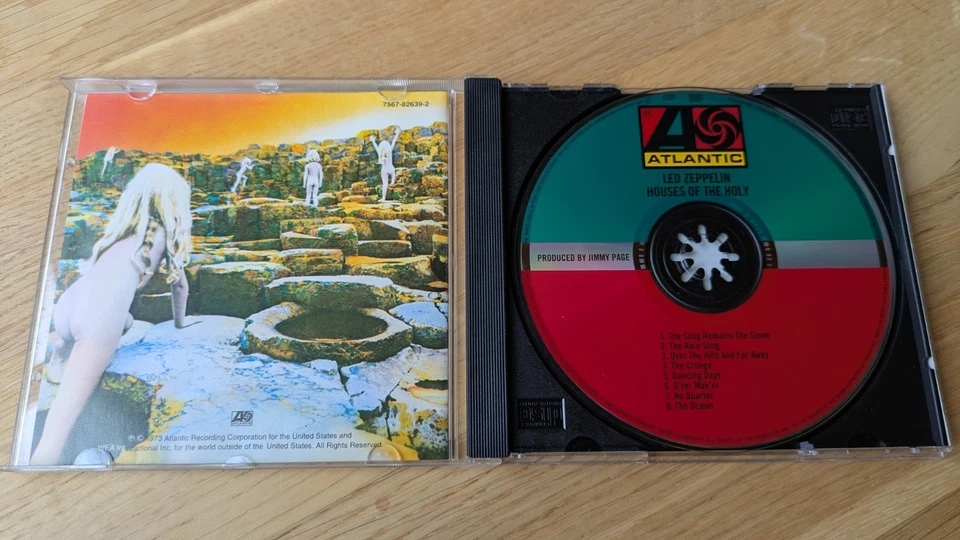 7567-82639-2
℗ © 1973 Atlantic Recording Corporation for the United States and
WEA International Inc. for the world outside of the United States. All Rights Reserved
ATLANTIC
LED ZEPPELIN
HOUSES OF THE HOLY
PRODUCED BY JIMMY PAGE
1. The Song Remains The Same
2. The Rain Song
3. Over The Hills And Far Away
4. The Crunge
5. Dancing Days
6. D'yer Mak'er
7. No Quarter
8. The Ocean